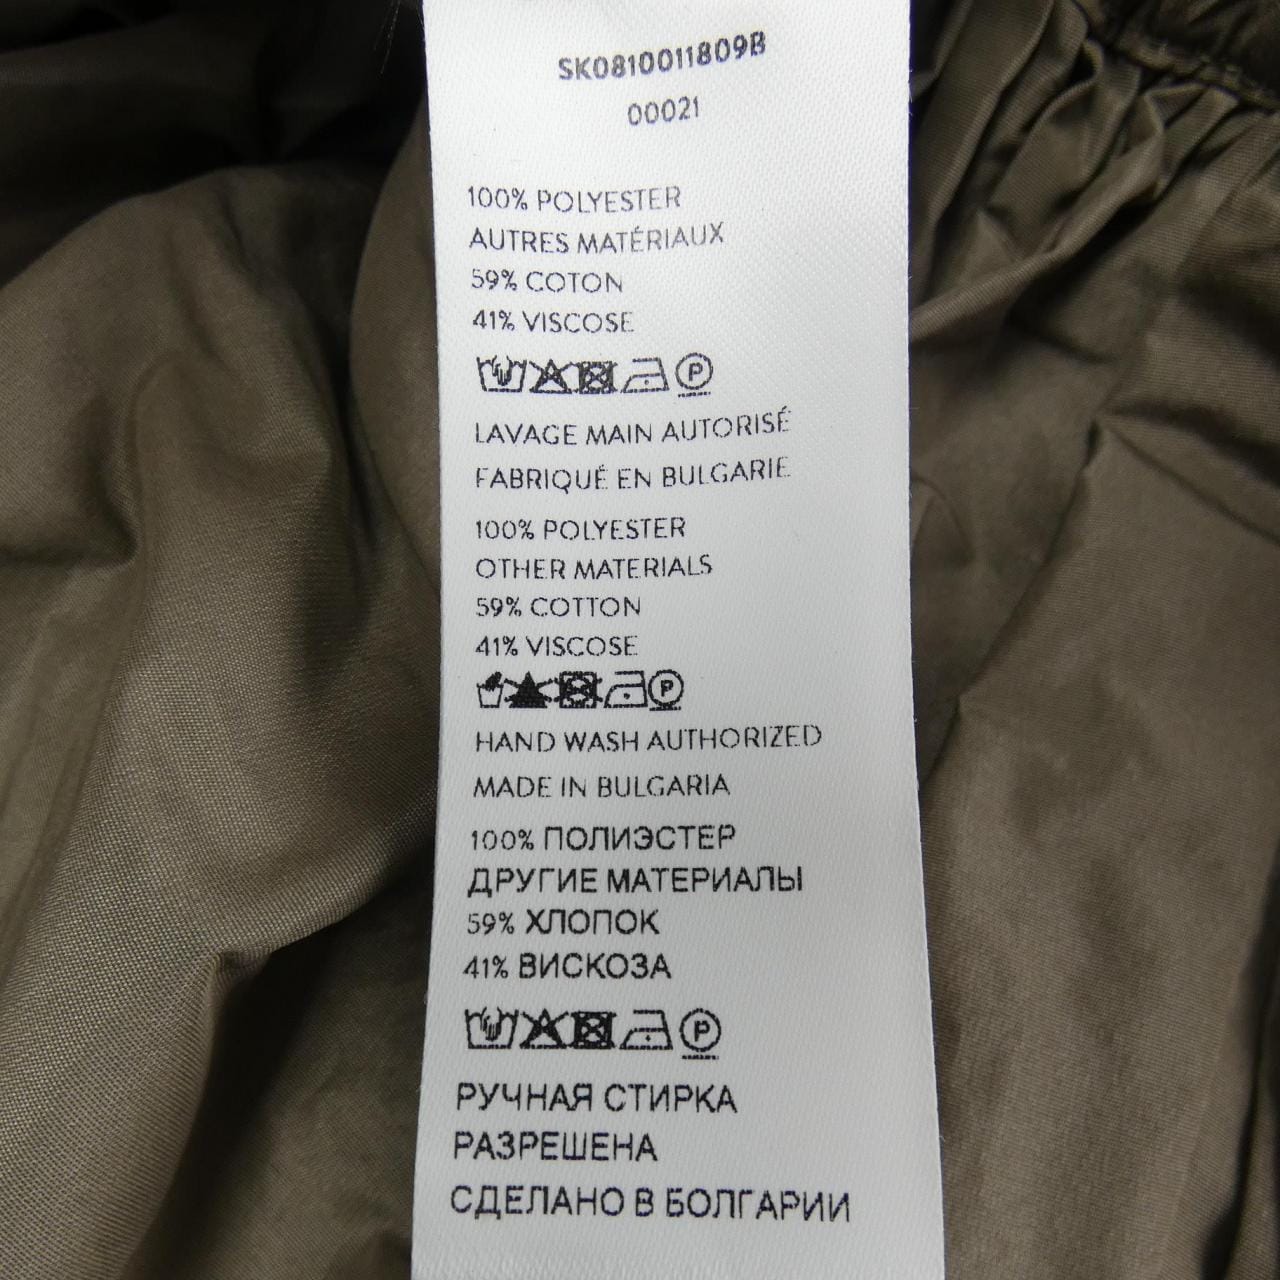 SK0810011809B
00021
100% POLYESTER
AUTRES MATÉRIAUX
59% COTON
41% VISCOSE
P
LAVAGE MAIN AUTORISÉ
FABRIQUÉ EN BULGARIE
100% POLYESTER
OTHER MATERIALS
59% COTTON
41% VISCOSE
P
HAND WASH AUTHORIZED
MADE IN BULGARIA
100% ПОЛИЭСТЕР
ДРУГИЕ МАТЕРИАЛЫ
59% ХЛОПОК
41% ВИСКОЗА
P
РУЧНАЯ СТИРКА
РАЗРЕШЕНА
СДЕЛАНО В БОЛГАРИИ